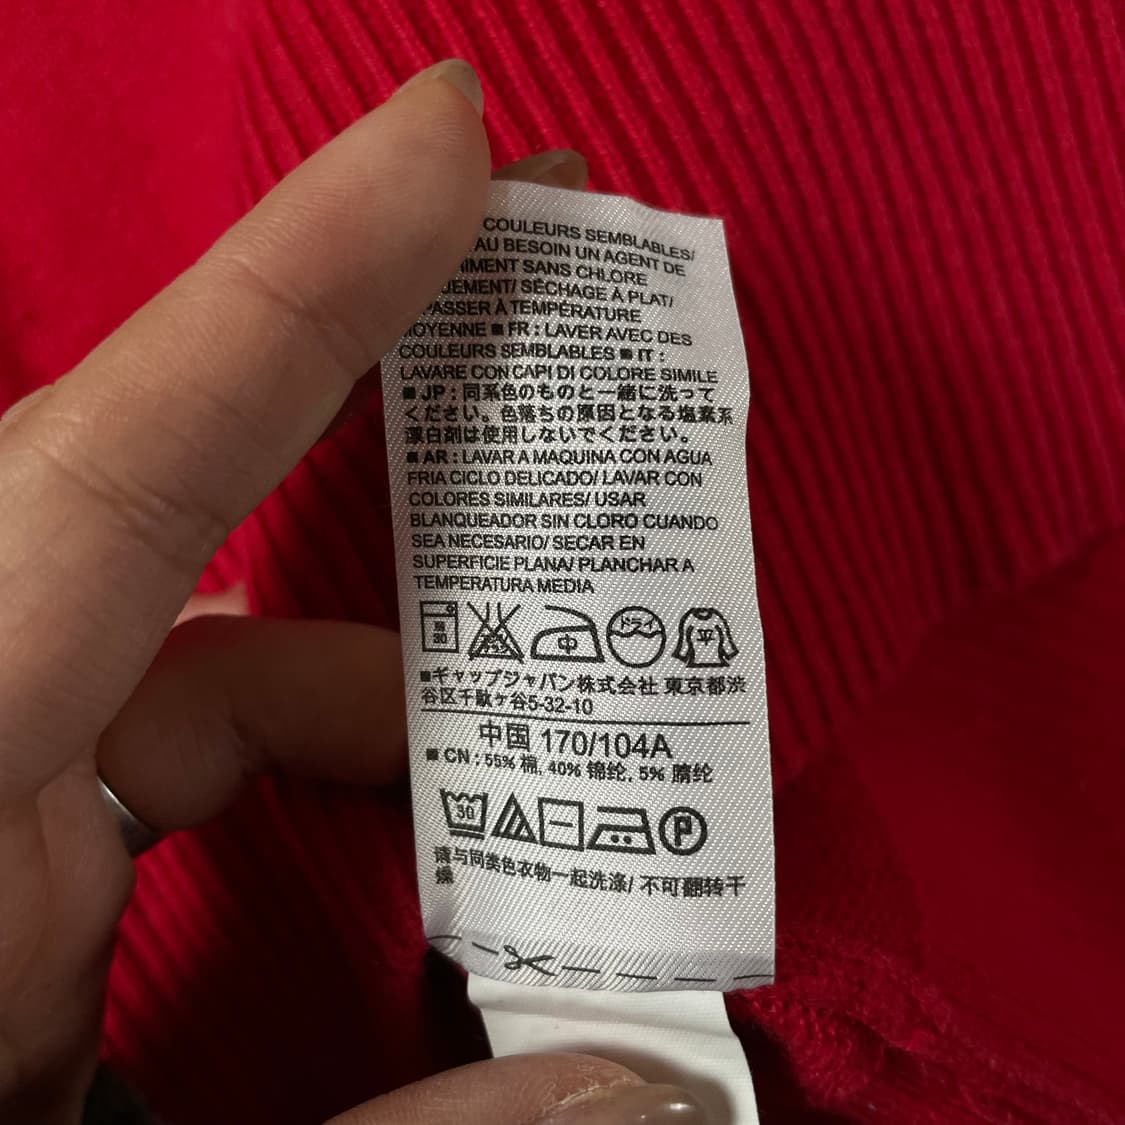 COULEURS SEMBLABLES/
AU BESOIN UN AGENT DE
SANS CHLORE
SÉCHAGE À PLAT/
À TEMPÉRATURE
FR : LAVER AVEC DES
COULEURS SEMBLABLES ■ IT :
LAVARE CON CAPI DI COLORE SIMILE
■ JP : 同系色のものと一緒に洗って
ください。色落ちの原因となる塩素系
漂白剤は使用しないでください。
■ AR : LAVAR A MAQUINA CON AGUA
FRIA CICLO DELICADO/ LAVAR CON
COLORES SIMILARES/ USAR
BLANQUEADOR SIN CLORO CUANDO
SEA NECESARIO/ SECAR EN
SUPERFICIE PLANA/ PLANCHAR A
TEMPERATURA MEDIA
30 中 ドライ 平
■ギャップジャパン株式会社 東京都渋
谷区千駄ヶ谷5-32-10
中国 170/104A
■ CN : 55% 棉, 40% 锦纶, 5% 腈纶
30 P
请与同类色衣物一起洗涤/ 不可翻转干
燥